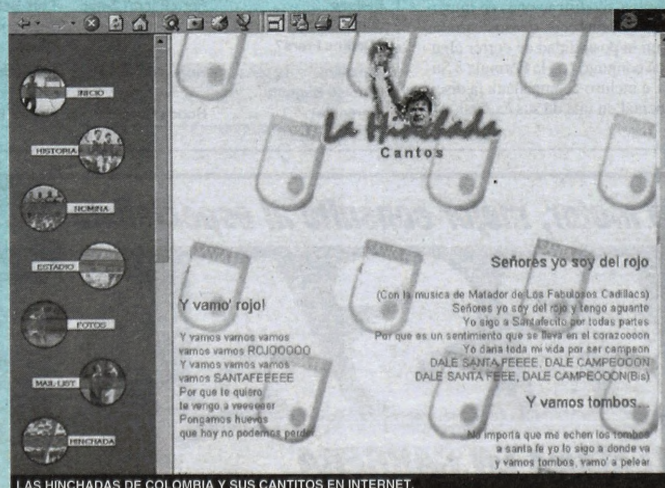 INICIO
HISTORIA
NOMINA
ESTADIO
FOTOS
MAIL-LIST
HINCHADA
La Hinchada
Cantos
Y vamo' rojo!
Y vamos vamos vamos
vamos vamos ROJOOOOO
Y vamos vamos vamos
vamos SANTAFEEEEE
Por que te quiero
te vengo a veeseer
Pongamos huevos
que hoy no podemos perder
Señores yo soy del rojo
(Con la musica de Matador de Los Fabulosos Cadillacs)
Señores yo soy del rojo y tengo aguante
Yo sigo a Santafecito por todas partes
Por que es un sentimiento que se lleva en el corazoooon
Yo daria toda mi vida por ser campeon
DALE SANTA FEEEE, DALE CAMPEOOON
DALE SANTA FEEE, DALE CAMPEOOON(Bis)
Y vamos tombos...
No importa que me echen los tombos
a santa fe yo lo sigo a donde va
y vamos tombos, vamo' a pelear
LAS HINCHADAS DE COLOMBIA Y SUS CANTITOS EN INTERNET.